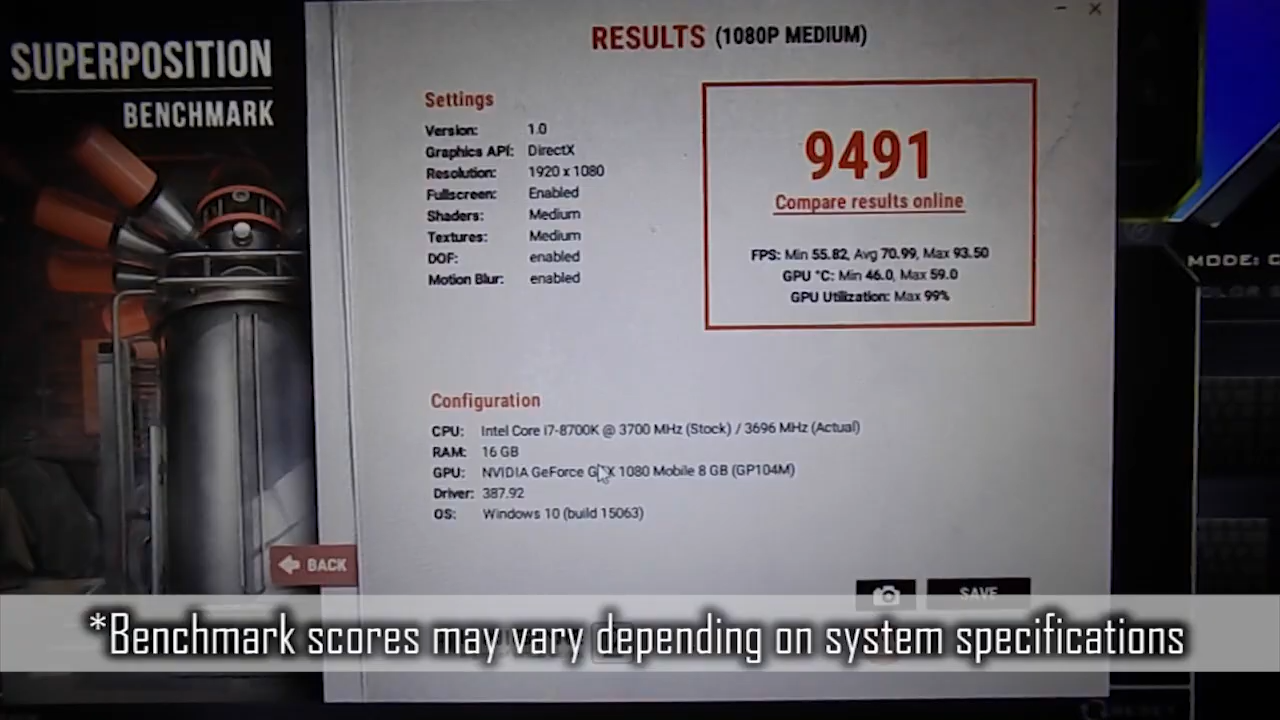 SUPERPOSITION
BENCHMARK
RESULTS (1080P MEDIUM)
Settings
Version: 1.0
Graphics API: DirectX
Resolution: 1920 x 1080
Fullscreen: Enabled
Shaders: Medium
Textures: Medium
DOF: enabled
Motion Blur: enabled
9491
Compare results online
FPS: Min 55.82, Avg 70.99, Max 93.50
GPU °C: Min 46.0, Max 59.0
GPU Utilization: Max 99%
MODE:
Configuration
CPU: Intel Core i7-8700K @ 3700 MHz (Stock) / 3696 MHz (Actual)
RAM: 16 GB
GPU: NVIDIA GeForce GTX 1080 Mobile 8 GB (GP104M)
Driver: 387.92
OS: Windows 10 (build 15063)
BACK
SAVE
*Benchmark scores may vary depending on system specifications